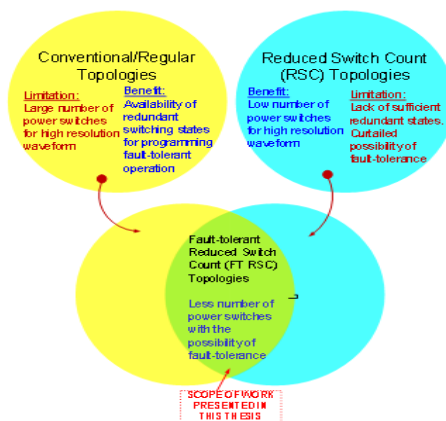 Conventional/Regular
Topologies
Limitation:
Large number of
power switches
for high resolution
waveform
Benefit:
Availability of
redundant
switching states
for programming
fault-tolerant
operation
Reduced Switch Count
(RSC) Topologies
Benefit:
Low number of
power switches
for high resolution
waveform
Limitation:
Lack of sufficient
redundant states.
Curtailed
possibility of
fault-tolerance
Fault-tolerant
Reduced Switch
Count (FT RSC)
Topologies
Less number of
power switches
with the
possibility of
fault-tolerance
SCOPE OF WORK
PRESENTED IN
THIS THESIS